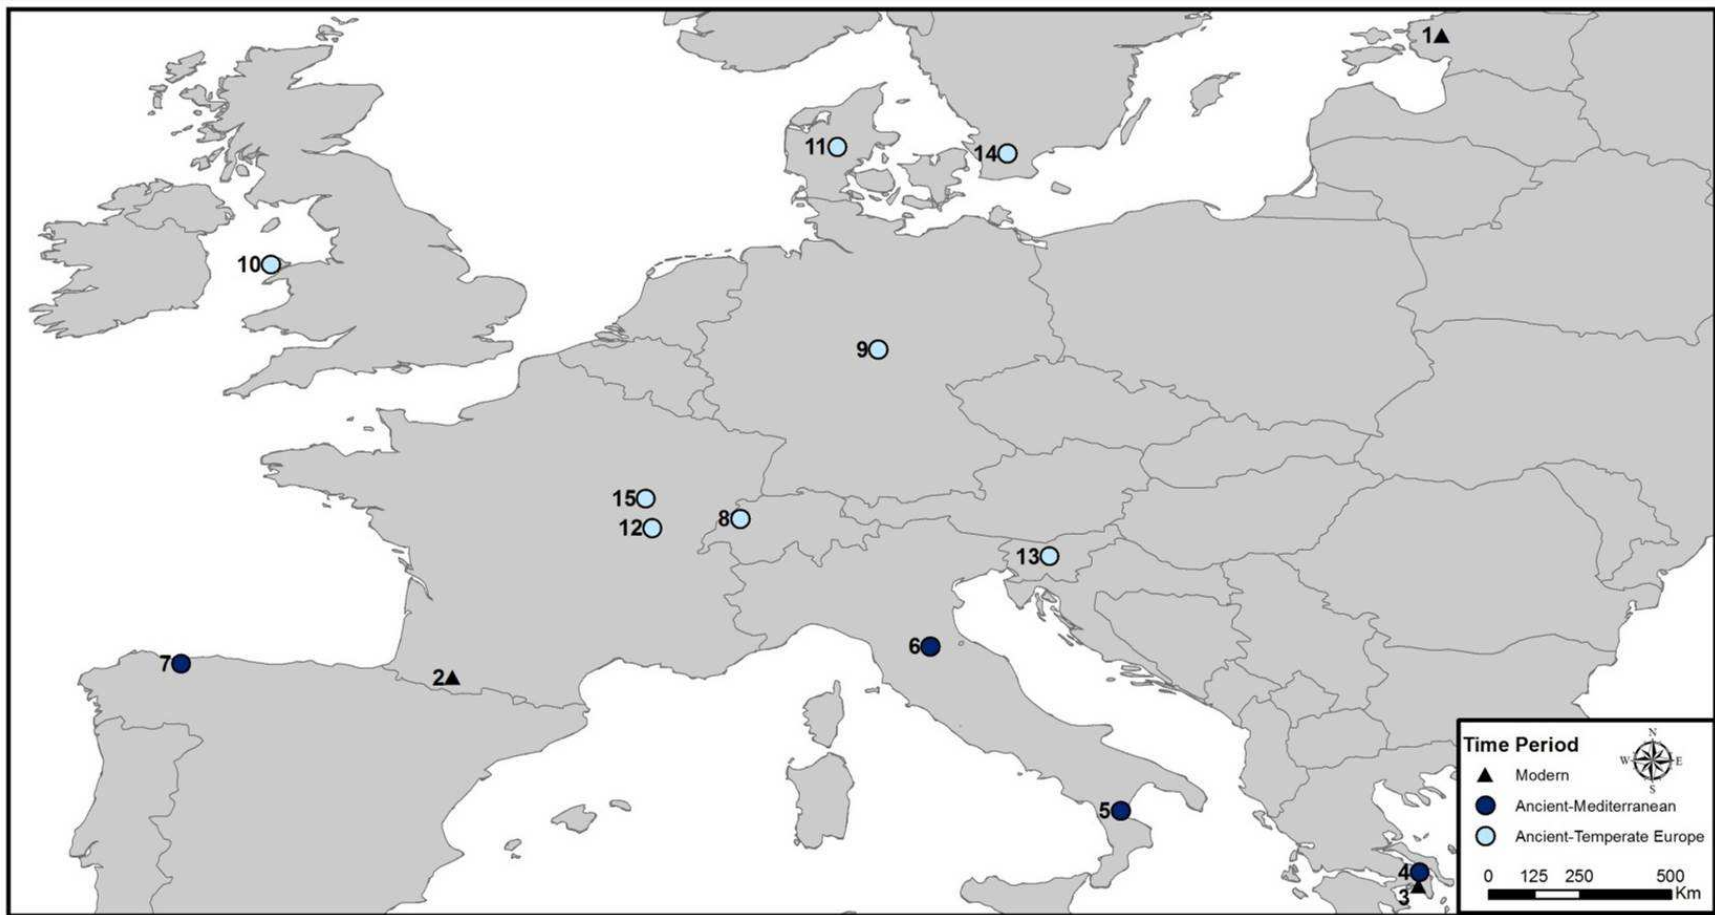 1
11
14
10
9
15
12
8
13
7
2
6
5
4
3
Time Period
N
W E
S
Modern
Ancient-Mediterranean
Ancient-Temperate Europe
0 125 250 500
Km